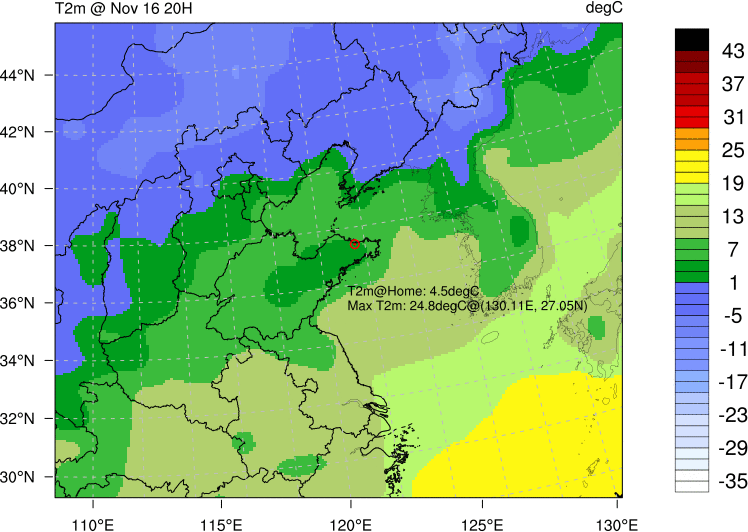 T2m @ Nov 16 20H degC
44°N
42°N
40°N
38°N
36°N
34°N
32°N
30°N
T2m@Home: 4.5degC
Max T2m: 24.8degC@(130.11E, 27.05N)
110°E 115°E 120°E 125°E 130°E
43
37
31
25
19
13
7
1
-5
-11
-17
-23
-29
-35